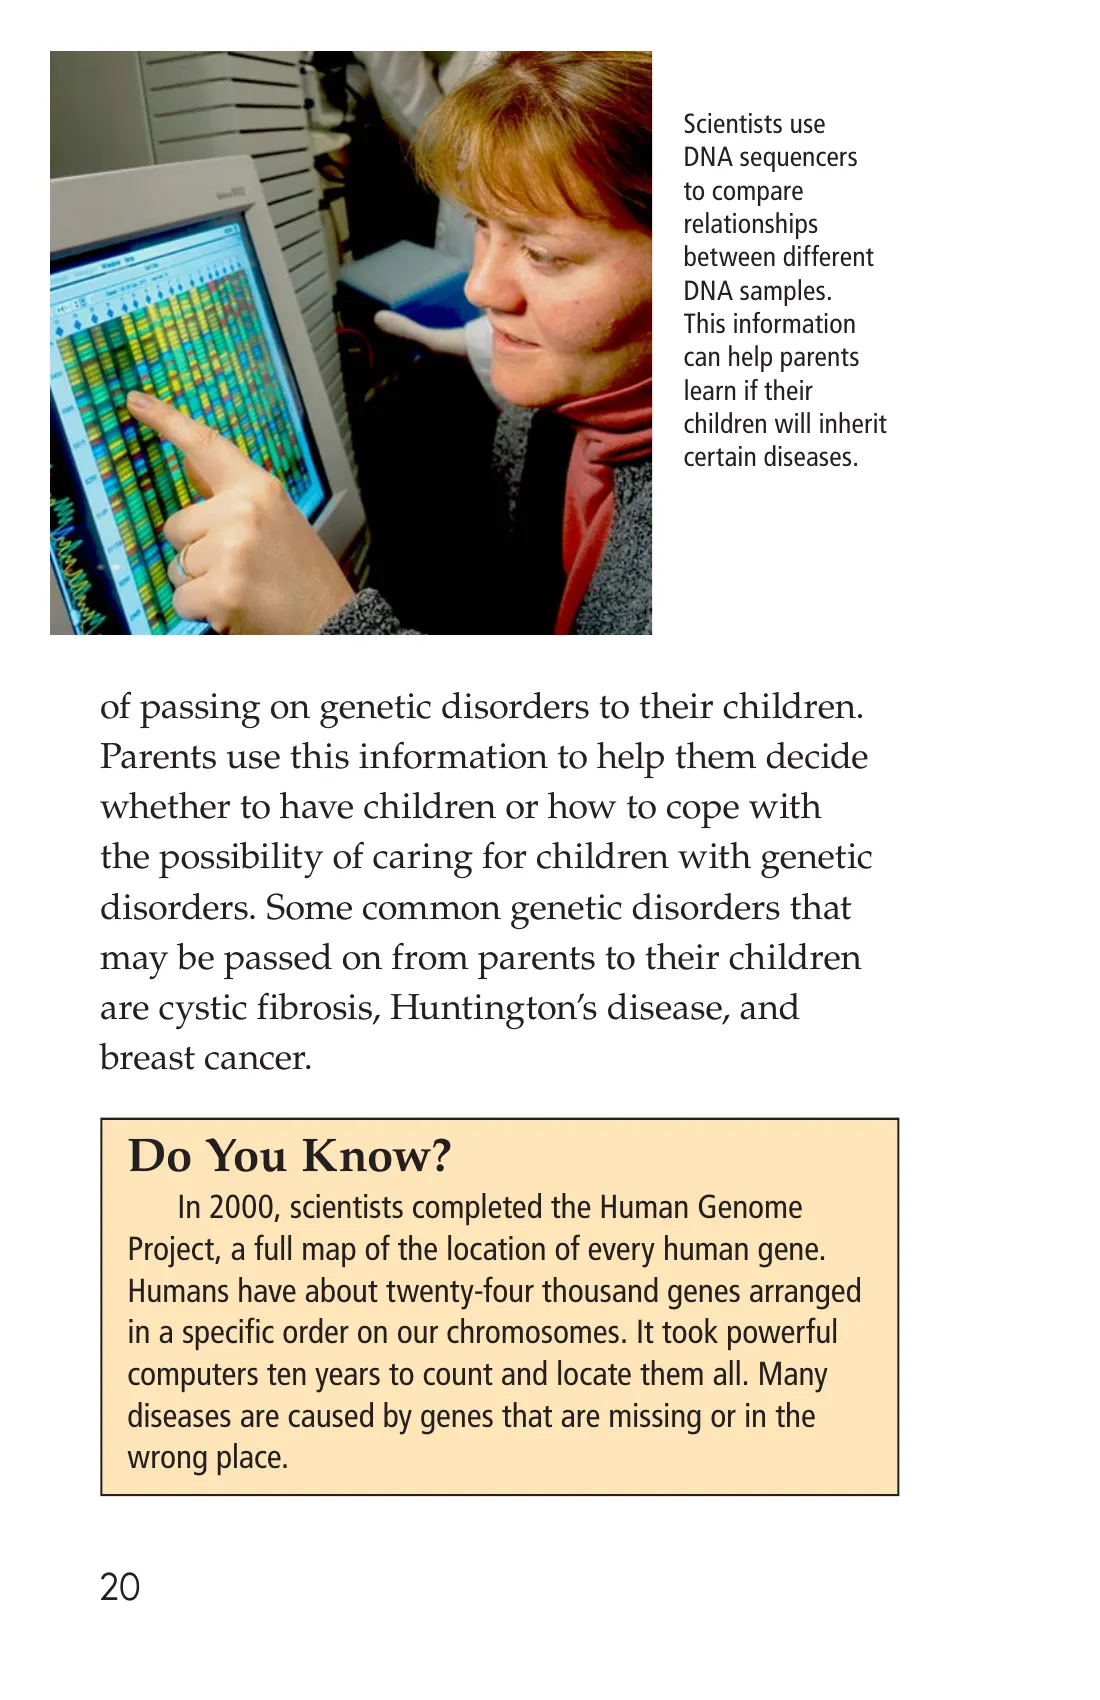 Scientists use
DNA sequencers
to compare
relationships
between different
DNA samples.
This information
can help parents
learn if their
children will inherit
certain diseases.
of passing on genetic disorders to their children.
Parents use this information to help them decide
whether to have children or how to cope with
the possibility of caring for children with genetic
disorders. Some common genetic disorders that
may be passed on from parents to their children
are cystic fibrosis, Huntington’s disease, and
breast cancer.
Do You Know?
In 2000, scientists completed the Human Genome
Project, a full map of the location of every human gene.
Humans have about twenty-four thousand genes arranged
in a specific order on our chromosomes. It took powerful
computers ten years to count and locate them all. Many
diseases are caused by genes that are missing or in the
wrong place.
20